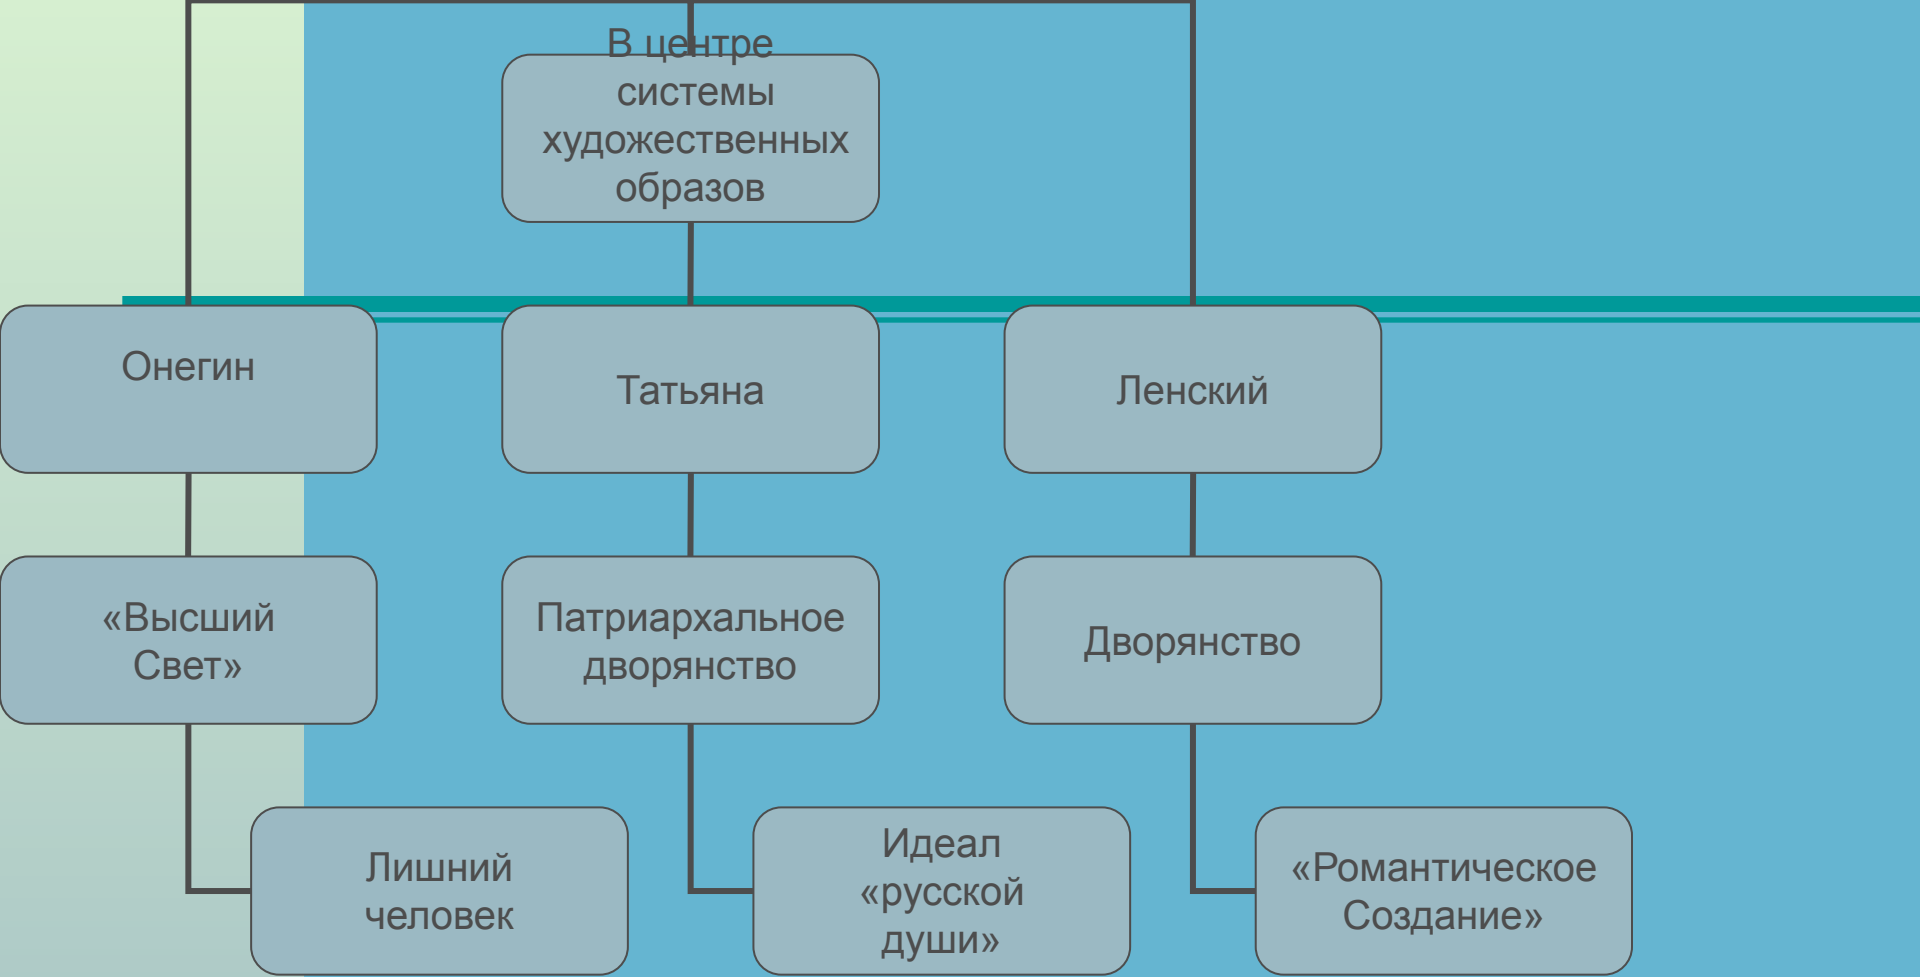 В центре
системы
художественных
образов
Онегин
Татьяна
Ленский
«Высший
Свет»
Патриархальное
дворянство
Дворянство
Лишний
человек
Идеал
«русской
души»
«Романтическое
Создание»